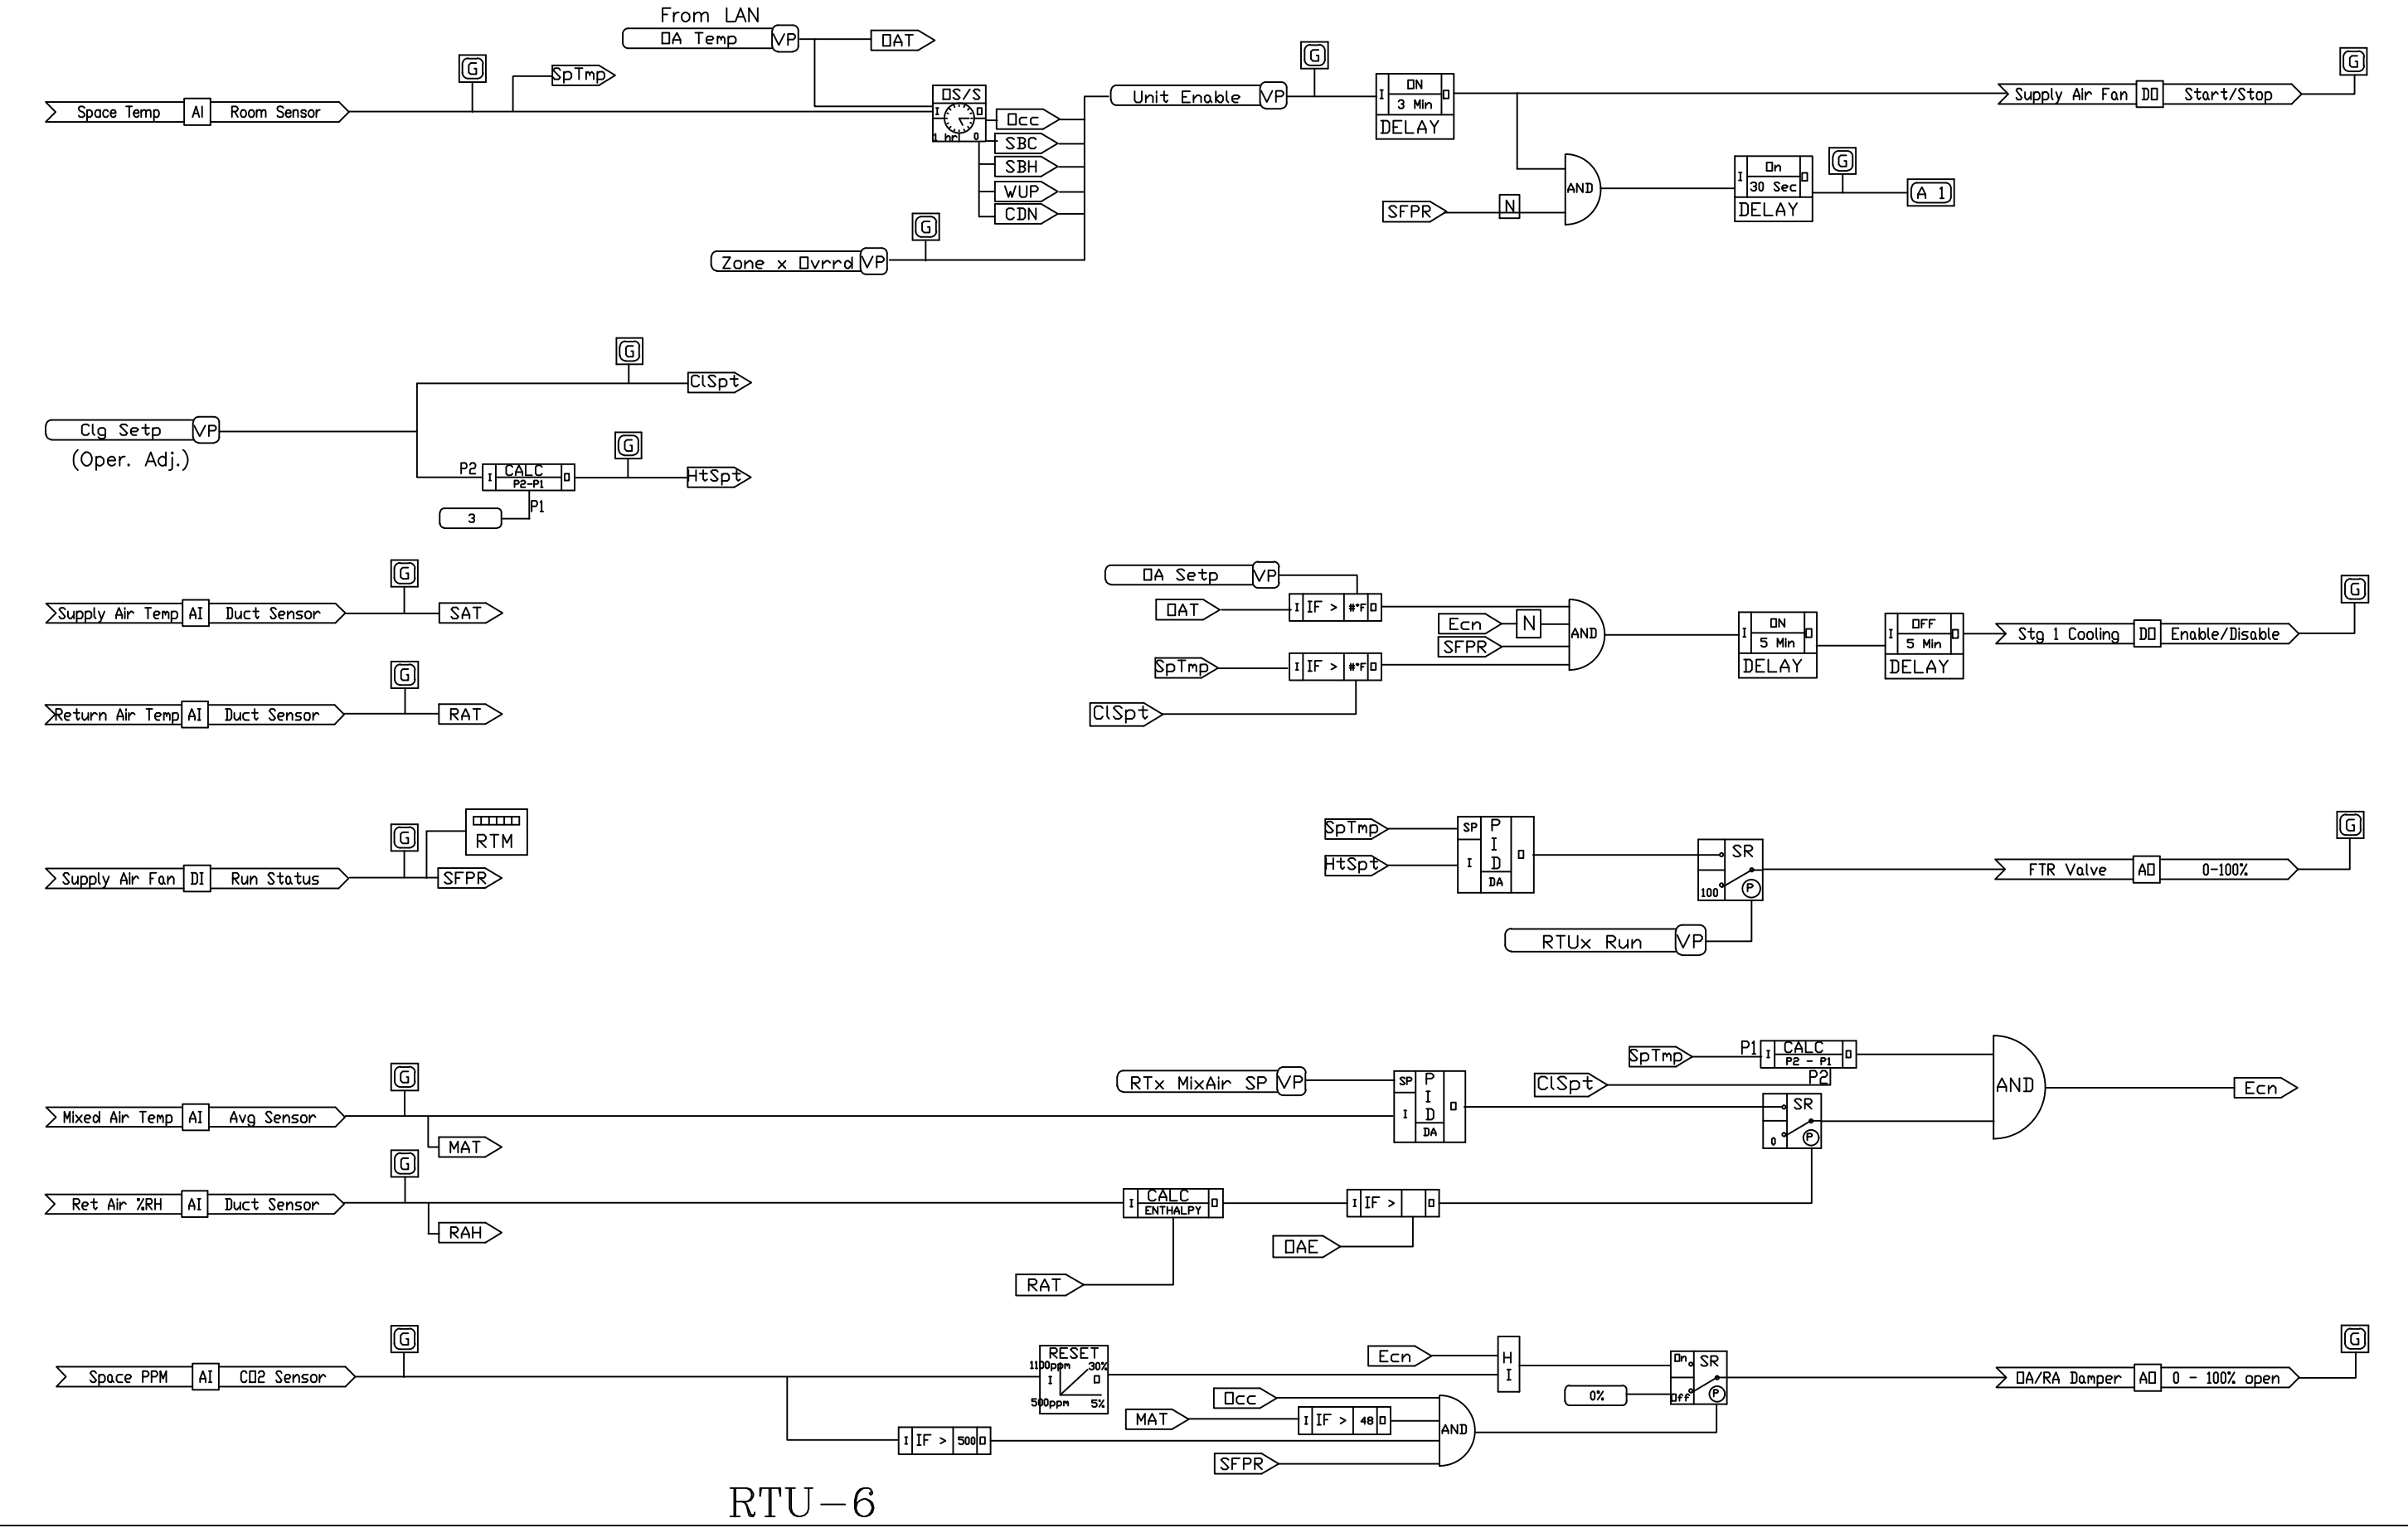 From LAN
OA Temp VP OAT
G
SpTmp
Space Temp AI Room Sensor
OS/S
I O
1 hr 0
Occ
SBC
SBH
WUP
CDN
Zone x Ovrrd VP
G
Unit Enable VP
G
I ON O
3 Min
DELAY
Supply Air Fan DO Start/Stop
G
SFPR N
AND
I On O
30 Sec
DELAY
G
A 1
G
ClSpt
Clg Setp VP
(Oper. Adj.)
G
P2 I CALC O
P2-P1
HtSpt
P1
3
G
Supply Air Temp AI Duct Sensor SAT
G
Return Air Temp AI Duct Sensor RAT
OA Setp VP
OAT I IF > #°F O
Ecn N
SFPR
AND
SpTmp I IF > #°F O
ClSpt
I ON O
5 Min
DELAY
I OFF O
5 Min
DELAY
Stg 1 Cooling DO Enable/Disable
G
G
RTM
Supply Air Fan DI Run Status SFPR
SpTmp
HtSpt
SP
I
P
I
D
DA
O
SR
100 P
RTUx Run VP
FTR Valve AO 0-100%
G
G
Mixed Air Temp AI Avg Sensor
MAT
RTx MixAir SP VP
SP
I
P
I
D
DA
O
SpTmp P1 I CALC O
P2 - P1
ClSpt P2
SR
0 P
AND
Ecn
G
Ret Air %RH AI Duct Sensor
RAH
I CALC O
ENTHALPY
I IF > O
OAE
RAT
G
Space PPM AI CO2 Sensor
RESET
1100ppm 30%
I O
500ppm 5%
Ecn
H
I
Occ
MAT I IF > 48 O
I IF > 500 O
SFPR
AND
0%
On SR
Off P
OA/RA Damper AO 0 - 100% open
G
RTU-6